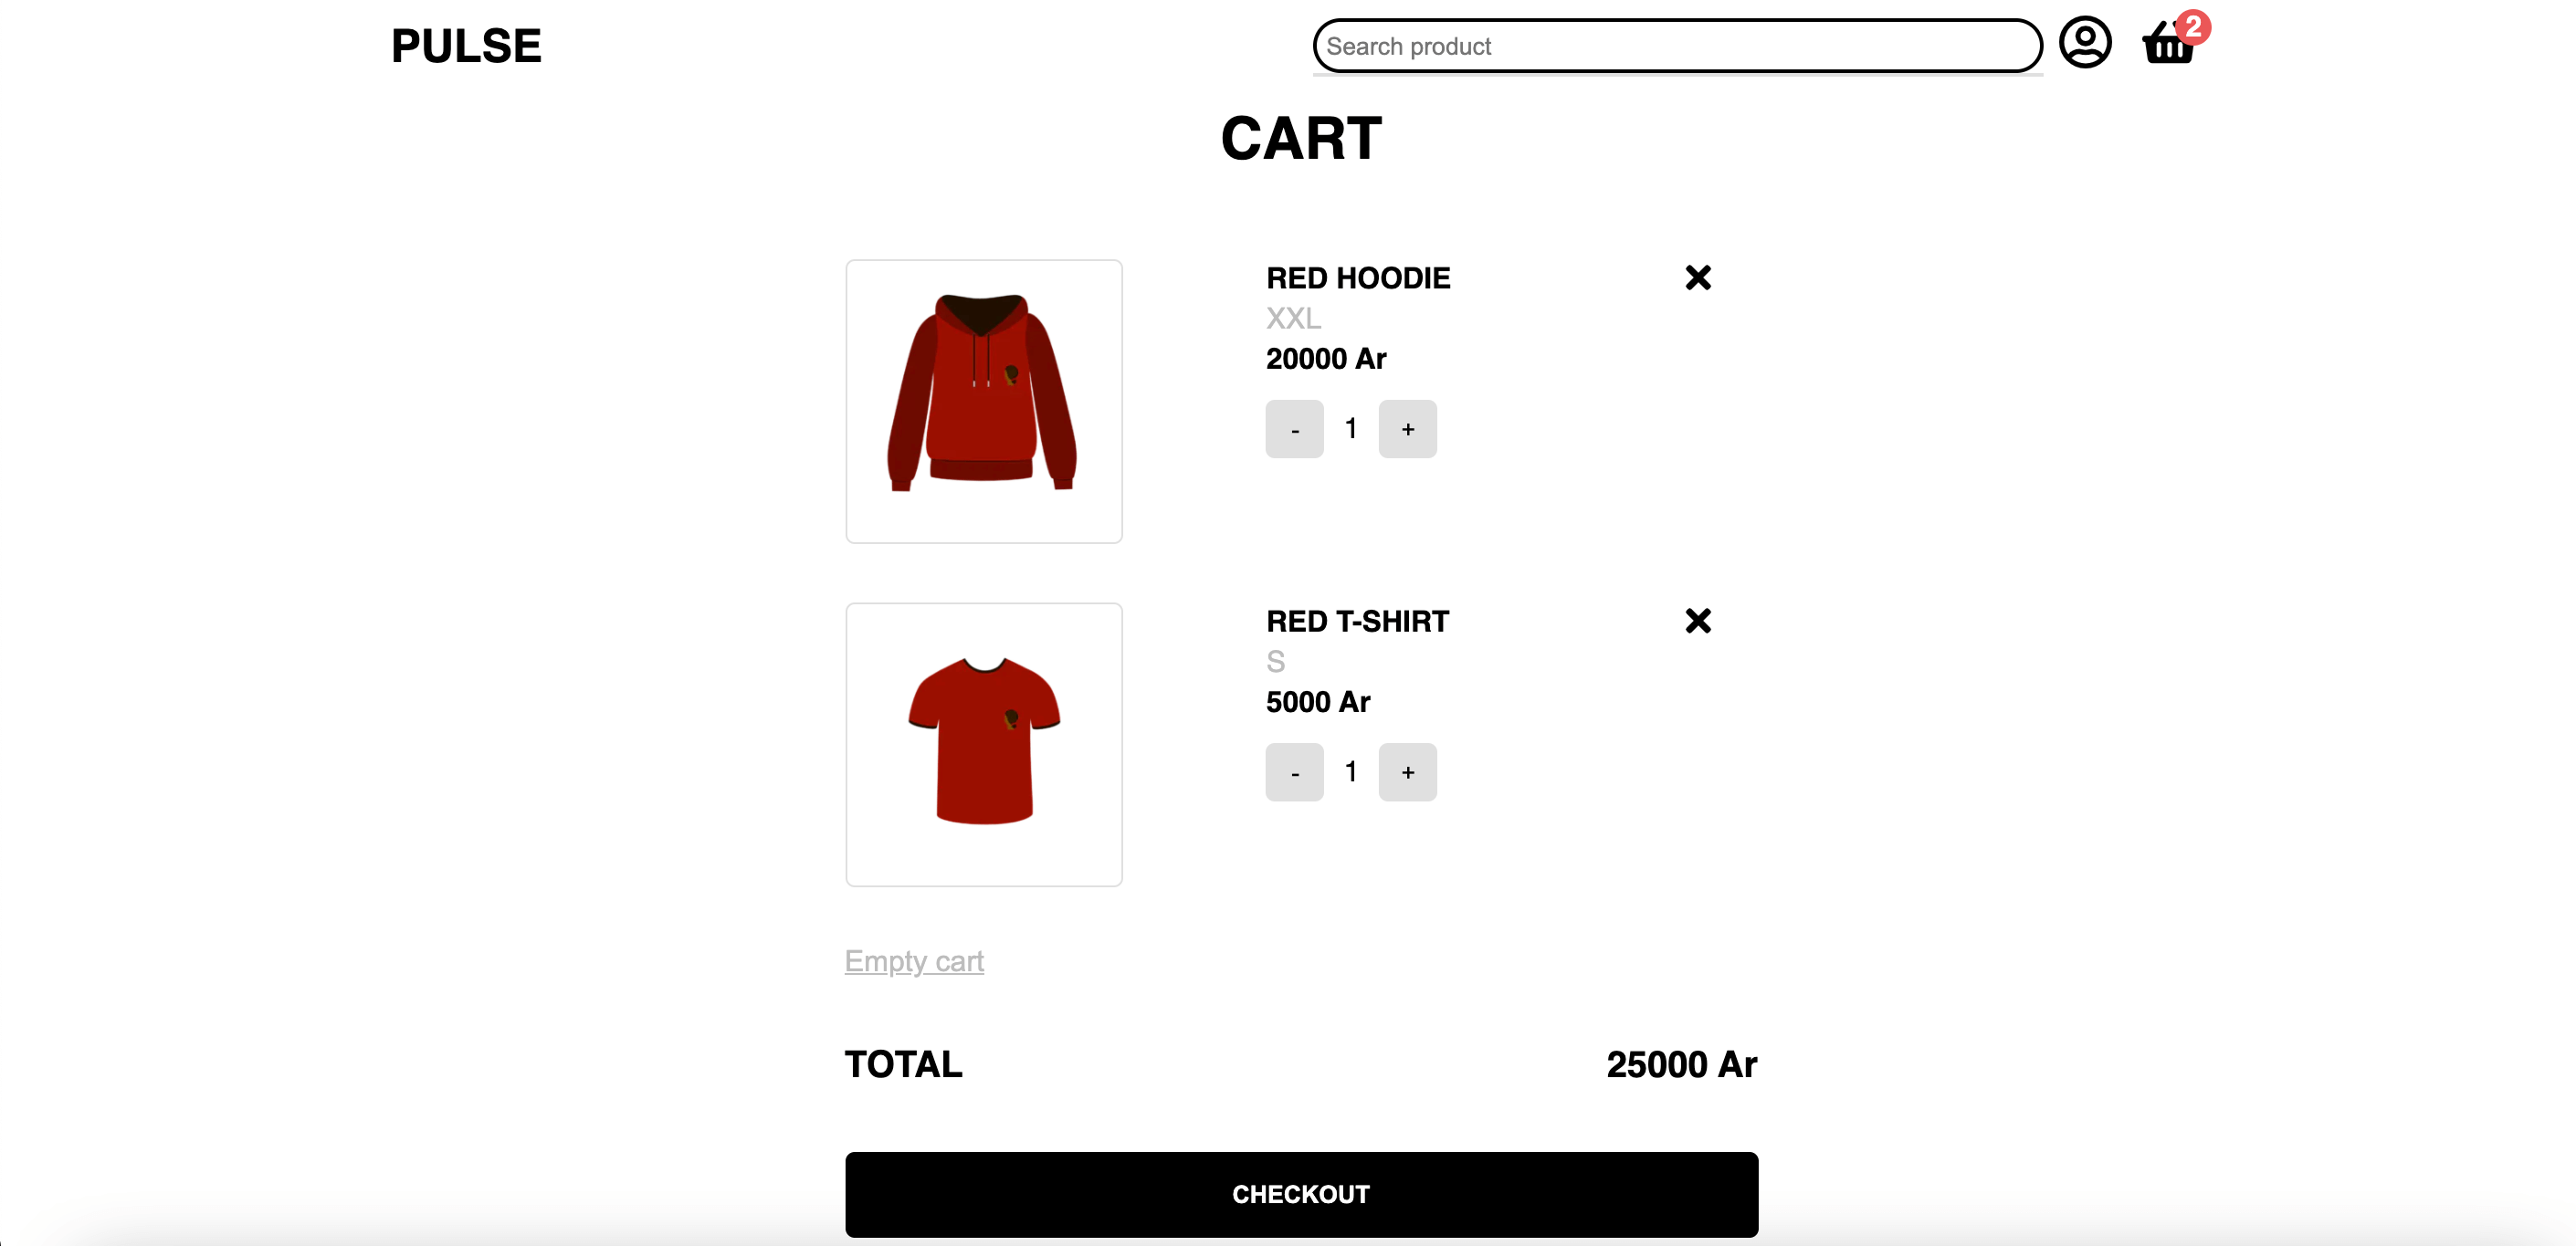 PULSE
Search product
2
CART
RED HOODIE
XXL
20000 Ar
- 1 +
RED T-SHIRT
S
5000 Ar
- 1 +
Empty cart
TOTAL 25000 Ar
CHECKOUT